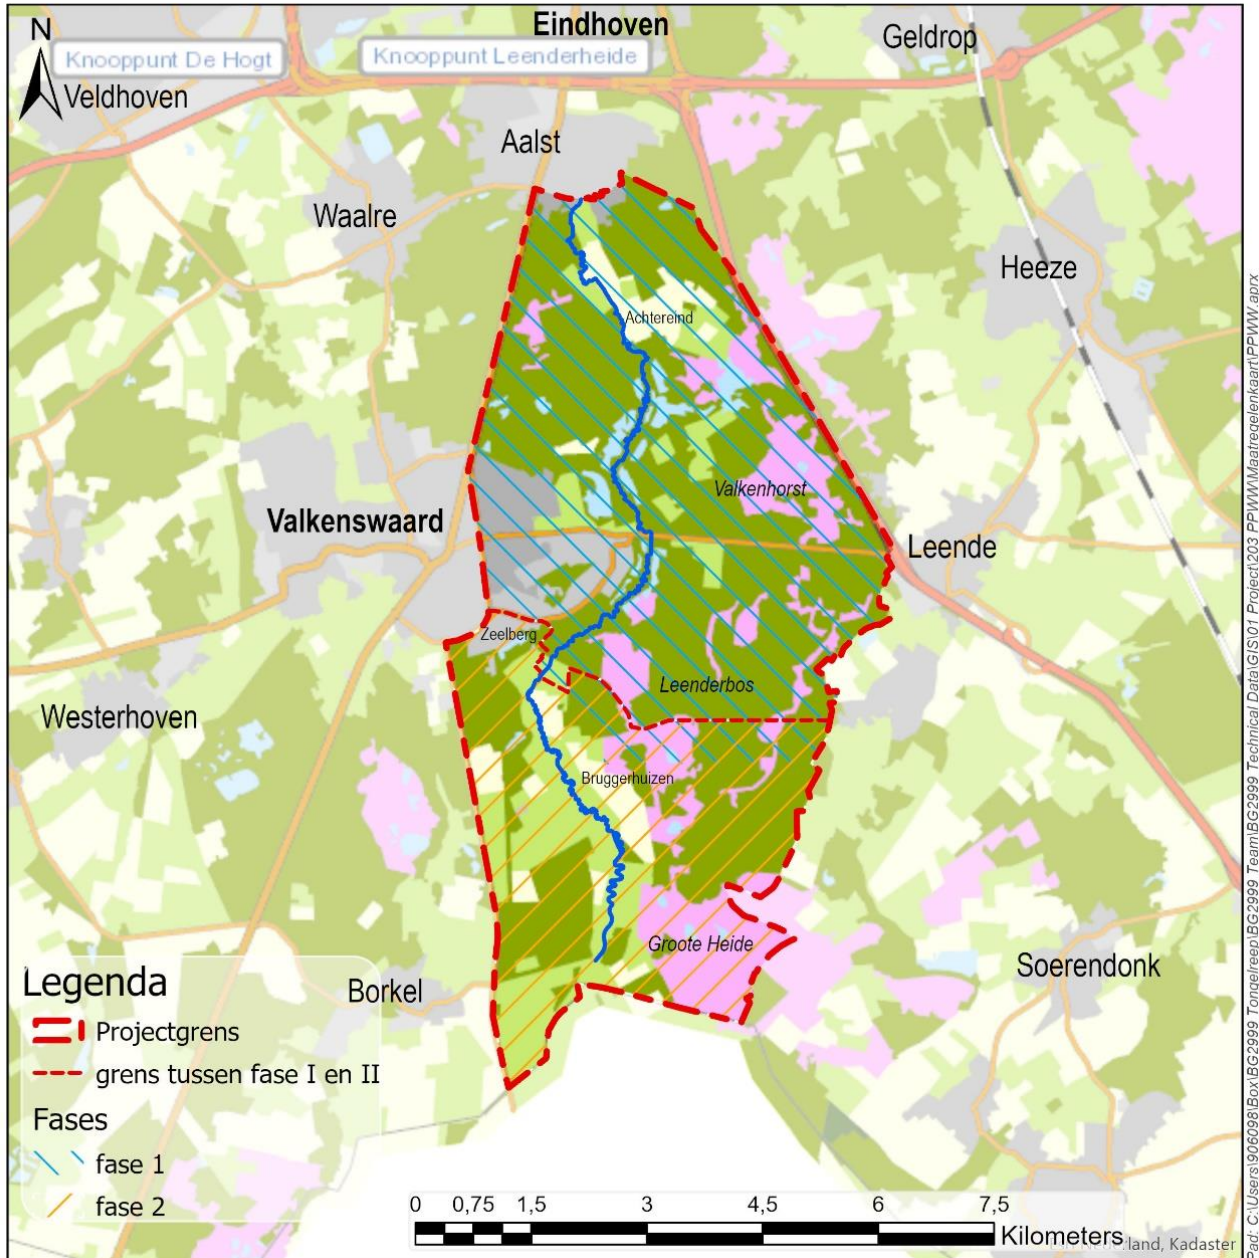 N
Eindhoven
Geldrop
Knooppunt De Hogt
Knooppunt Leenderheide
Veldhoven
Aalst
Waalre
Heeze
Achtereind
Valkenhorst
Valkenswaard
Leende
Zeelberg
Leenderbos
Westerhoven
Bruggerhuizen
Groote Heide
Soerendonk
Borkel
Legenda
Projectgrens
grens tussen fase I en II
Fases
fase 1
fase 2
0 0,75 1,5 3 4,5 6 7,5
Kilometers
land, Kadaster
Pad: C:\Users\906098\Box\BG2999 Tongelreep\BG2999 Team\BG2999 Technical Data\GIS\01 Project\203 PPWW\Maatregelenkaart\PPWW.aprx